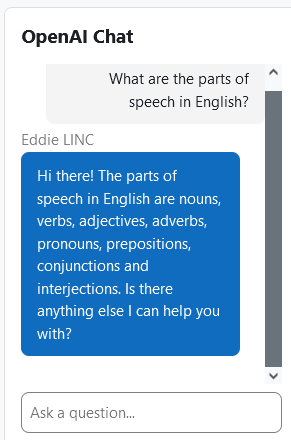 OpenAI Chat
What are the parts of
speech in English?
Eddie LINC
Hi there! The parts of
speech in English are nouns,
verbs, adjectives, adverbs,
pronouns, prepositions,
conjunctions and
interjections. Is there
anything else I can help you
with?
Ask a question...